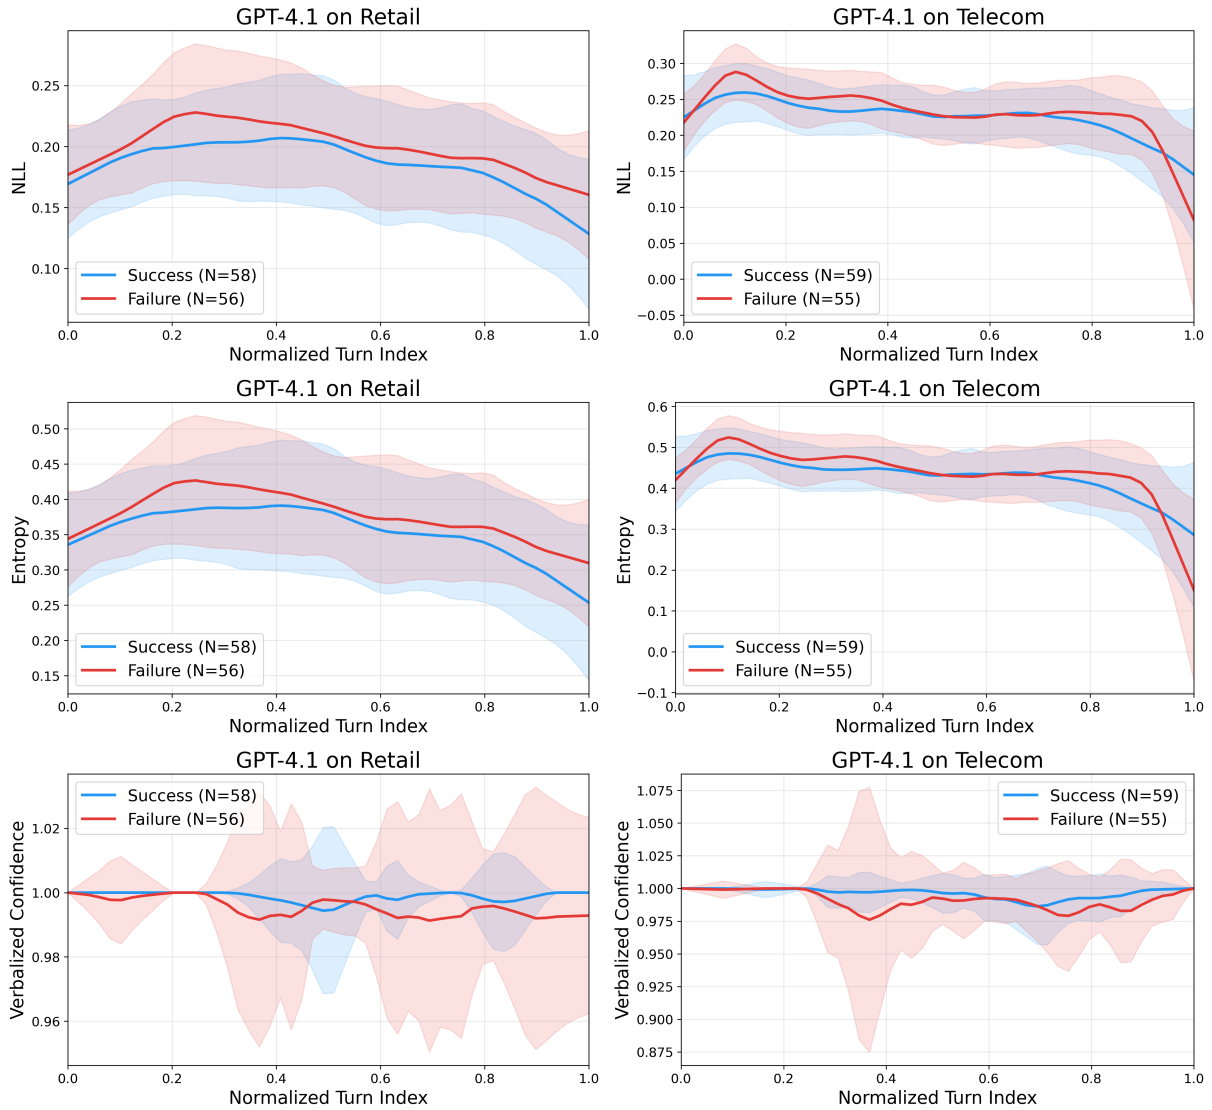 GPT-4.1 on Retail
NLL
0.25
0.20
0.15
0.10
Success (N=58)
Failure (N=56)
0.0 0.2 0.4 0.6 0.8 1.0
Normalized Turn Index
GPT-4.1 on Telecom
NLL
0.30
0.25
0.20
0.15
0.10
0.05
0.00
−0.05
Success (N=59)
Failure (N=55)
0.0 0.2 0.4 0.6 0.8 1.0
Normalized Turn Index
GPT-4.1 on Retail
Entropy
0.50
0.45
0.40
0.35
0.30
0.25
0.20
0.15
Success (N=58)
Failure (N=56)
0.0 0.2 0.4 0.6 0.8 1.0
Normalized Turn Index
GPT-4.1 on Telecom
Entropy
0.6
0.5
0.4
0.3
0.2
0.1
0.0
−0.1
Success (N=59)
Failure (N=55)
0.0 0.2 0.4 0.6 0.8 1.0
Normalized Turn Index
GPT-4.1 on Retail
Verbalized Confidence
1.02
1.00
0.98
0.96
Success (N=58)
Failure (N=56)
0.0 0.2 0.4 0.6 0.8 1.0
Normalized Turn Index
GPT-4.1 on Telecom
Verbalized Confidence
1.075
1.050
1.025
1.000
0.975
0.950
0.925
0.900
0.875
Success (N=59)
Failure (N=55)
0.0 0.2 0.4 0.6 0.8 1.0
Normalized Turn Index